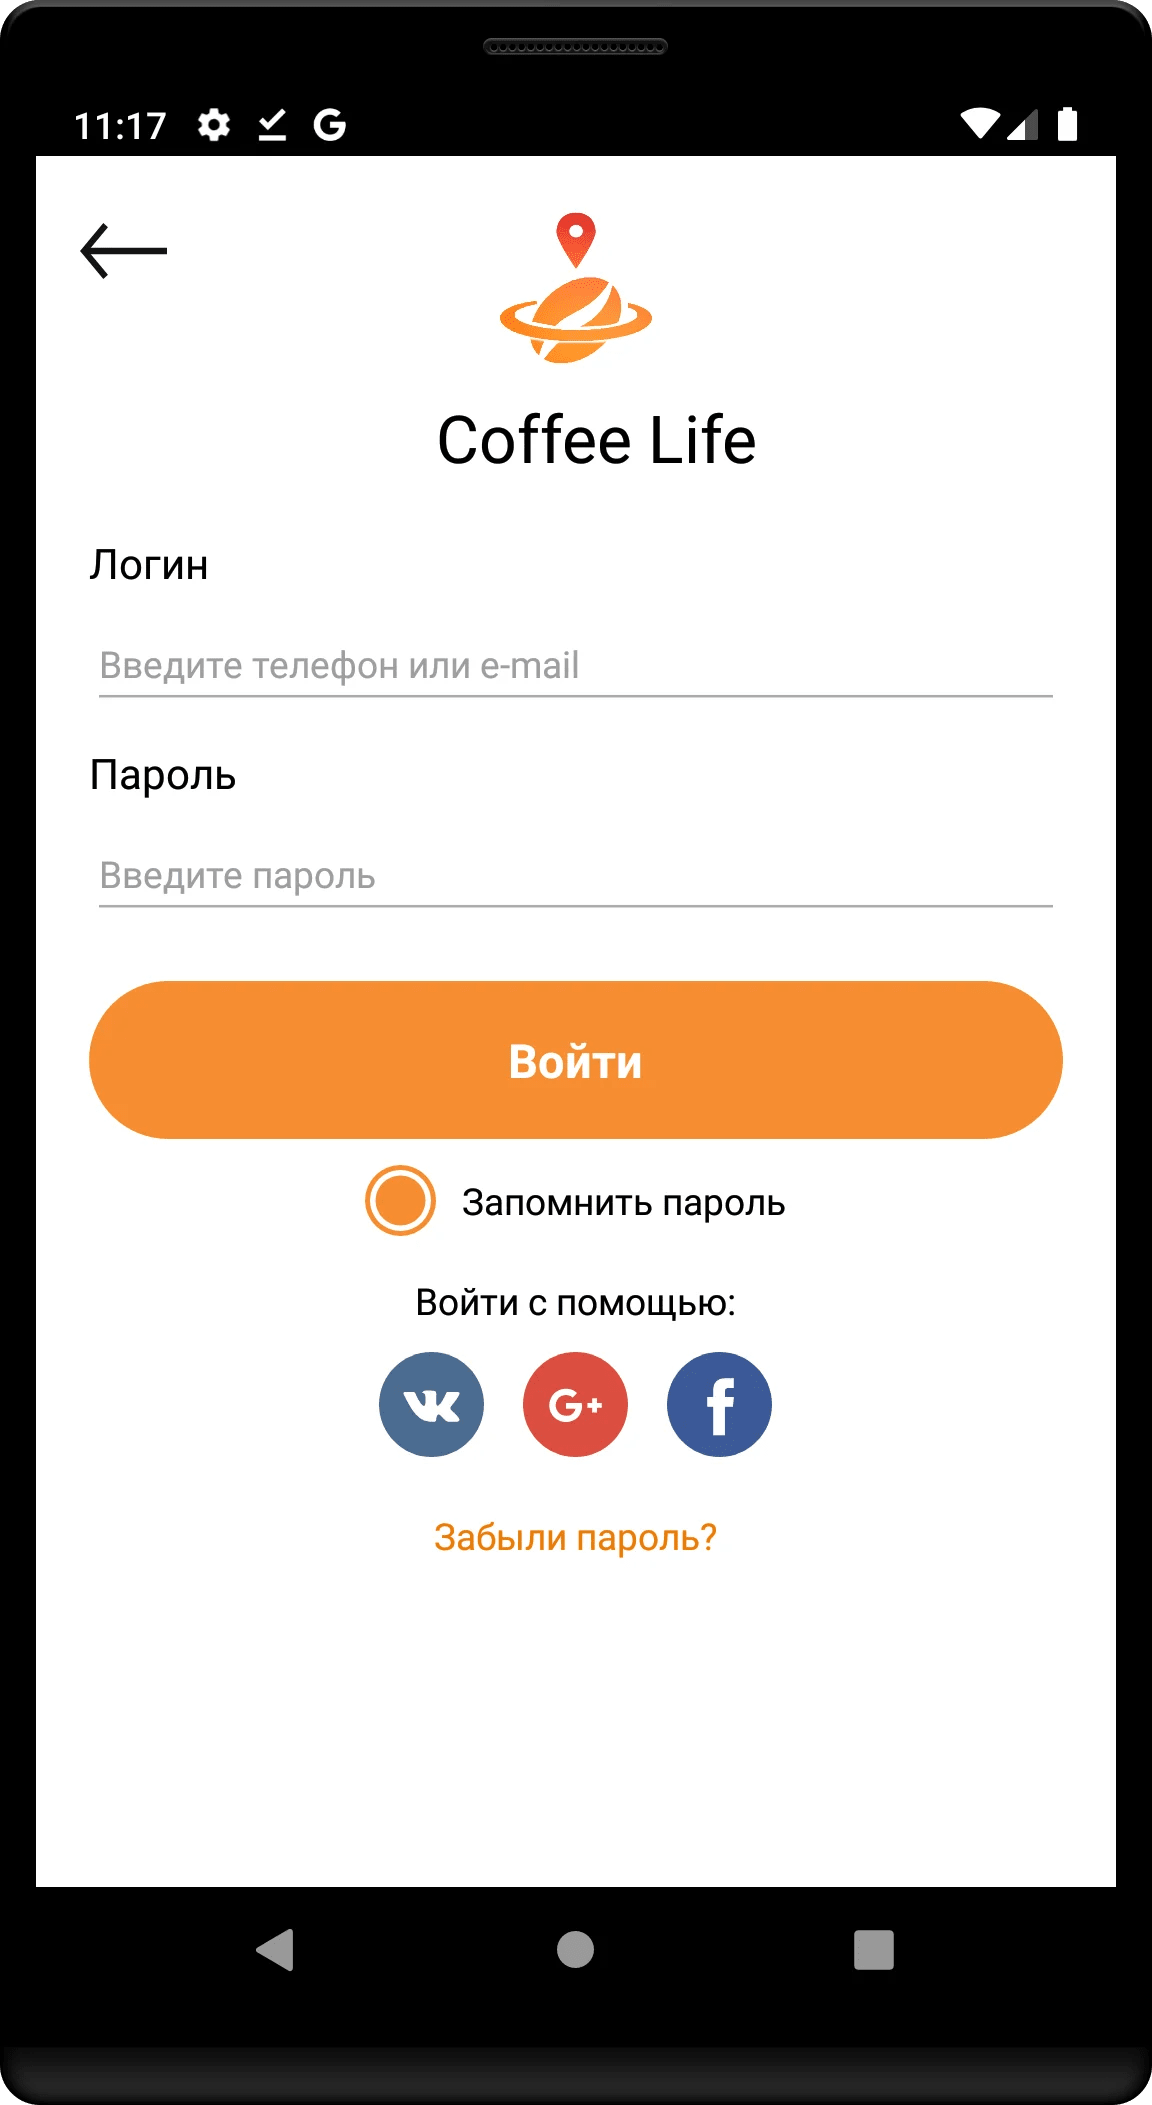 11:17
Coffee Life
Логин
Введите телефон или e-mail
Пароль
Введите пароль
Войти
Запомнить пароль
Войти с помощью:
G+
Забыли пароль?